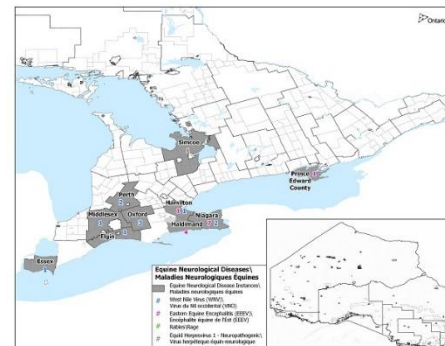 Ontario
Simcoe
Prince
Edward
County
Perth
Hamilton
Middlesex Oxford
Niagara
Haldimand
Elgin
Essex
Equine Neurological Diseases\
Maladies Neurologiques Équines
Equine Neurological Disease Instances\
Maladies neurologiques équines
# West Nile Virus (WNV)\
Virus du Nil occidental (VNO)
# Eastern Equine Encephalitis (EEEV)\
Encéphalite équine de l'Est (EEEV)
# Rabies\Rage
# Equid Herpesvirus 1 - Neuropathogenic\
Virus herpétique équin neurologique